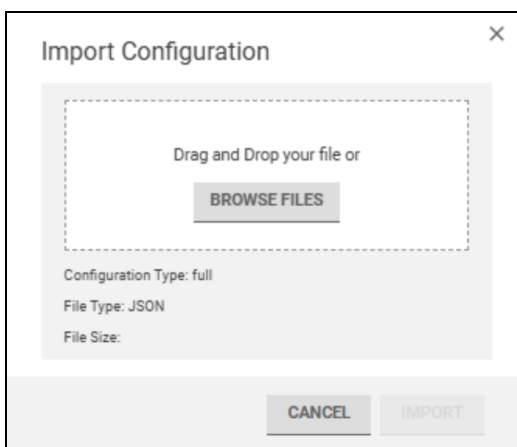 Import Configuration
Drag and Drop your file or
BROWSE FILES
Configuration Type: full
File Type: JSON
File Size:
CANCEL
IMPORT